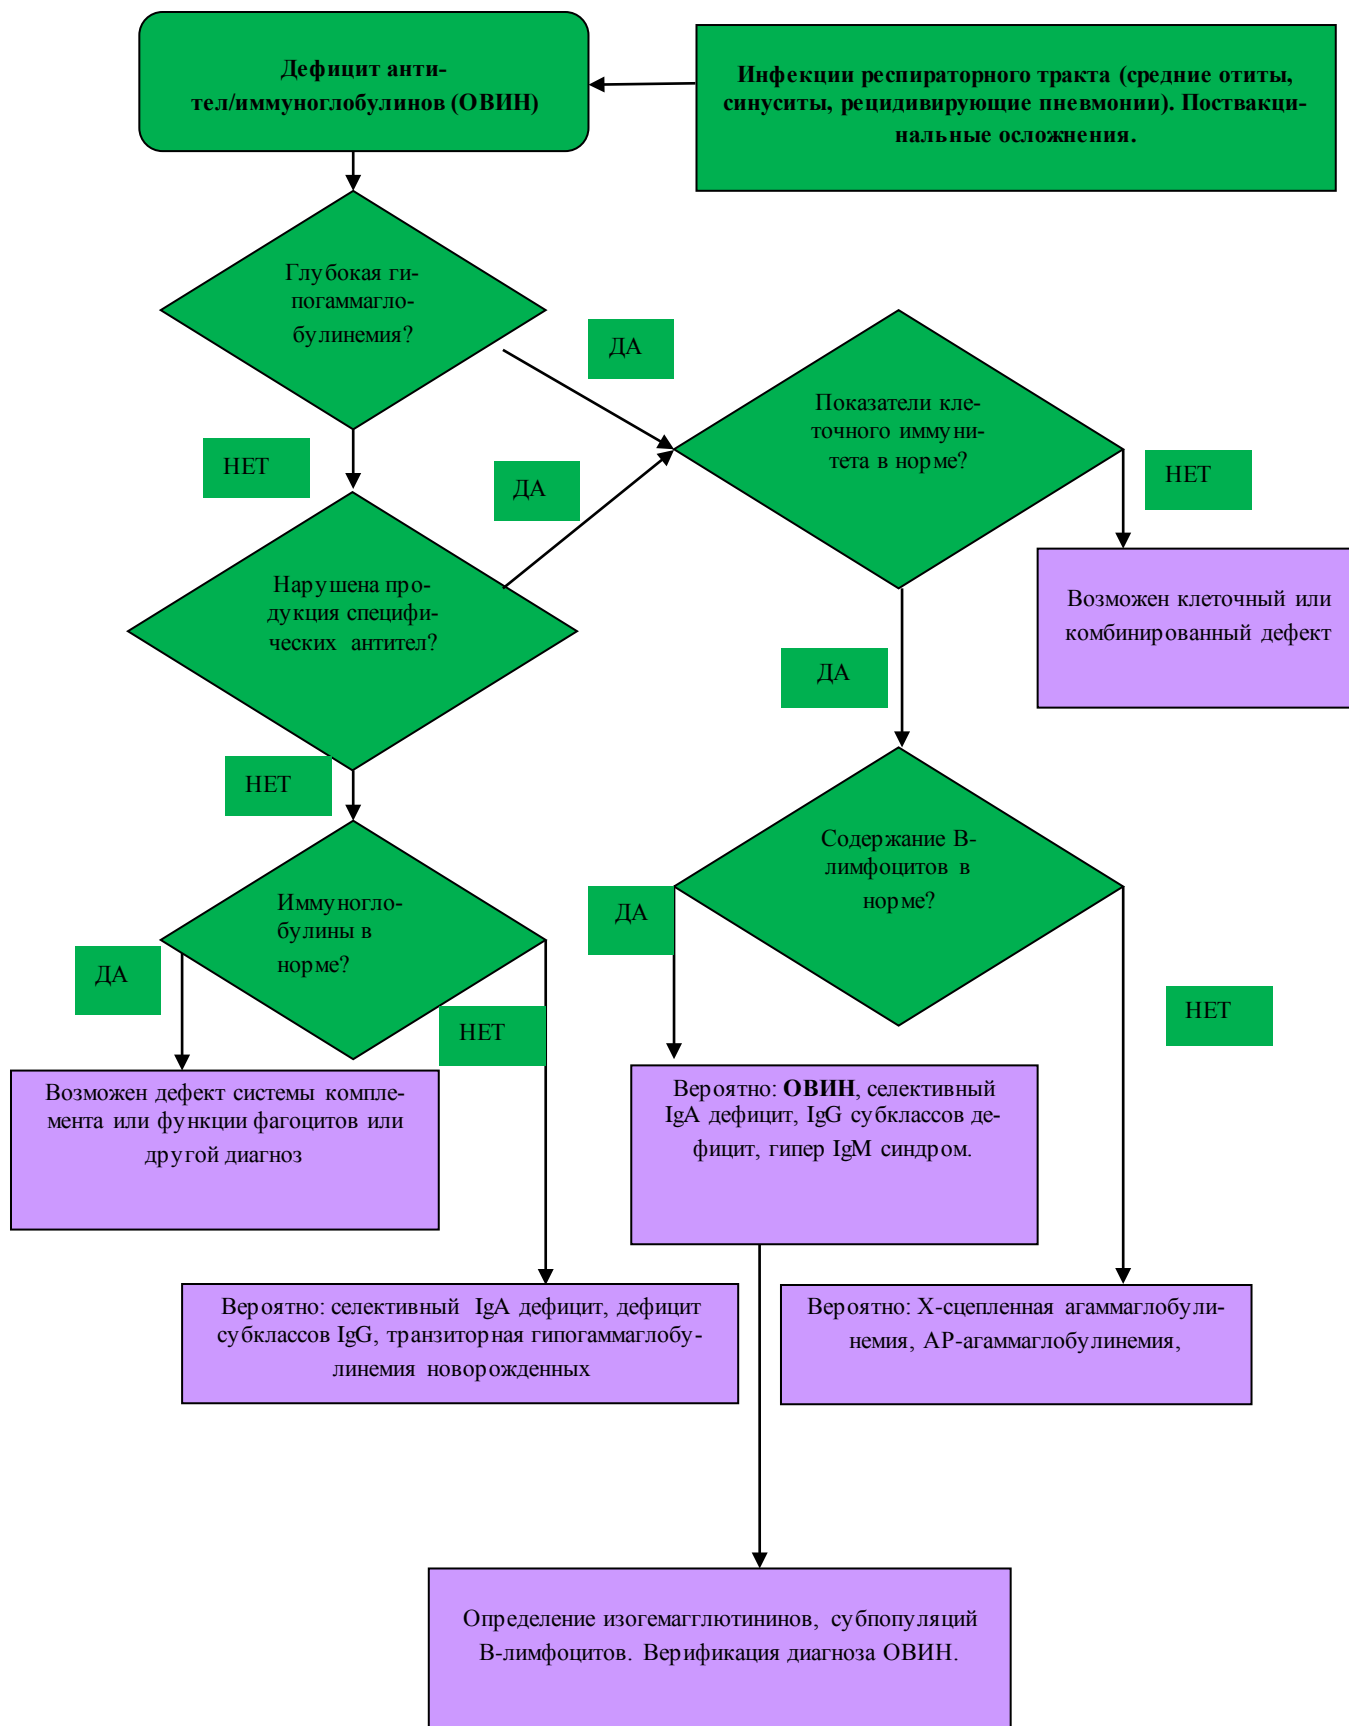 Дефицит анти-
тел/иммуноглобулинов (ОВИН)
Инфекции респираторного тракта (средние отиты,
синуситы, рецидивирующие пневмонии). Поствакци-
нальные осложнения.
Глубокая ги-
погаммагло-
булинемия?
ДА
НЕТ
Показатели кле-
точного иммуни-
тета в норме?
ДА
НЕТ
Нарушена про-
дукция специфи-
ческих антител?
Возможен клеточный или
комбинированный дефект
ДА
НЕТ
Содержание В-
лимфоцитов в
норме?
Иммуногло-
булины в
норме?
ДА
ДА
НЕТ
НЕТ
Возможен дефект системы компле-
мента или функции фагоцитов или
другой диагноз
Вероятно: ОВИН, селективный
IgA дефицит, IgG субклассов де-
фицит, гипер IgM синдром.
Вероятно: селективный IgA дефицит, дефицит
субклассов IgG, транзиторная гипогаммаглобу-
линемия новорожденных
Вероятно: Х-сцепленная агаммаглобули-
немия, АР-агаммаглобулинемия,
Определение изогемагглютининов, субпопуляций
В-лимфоцитов. Верификация диагноза ОВИН.